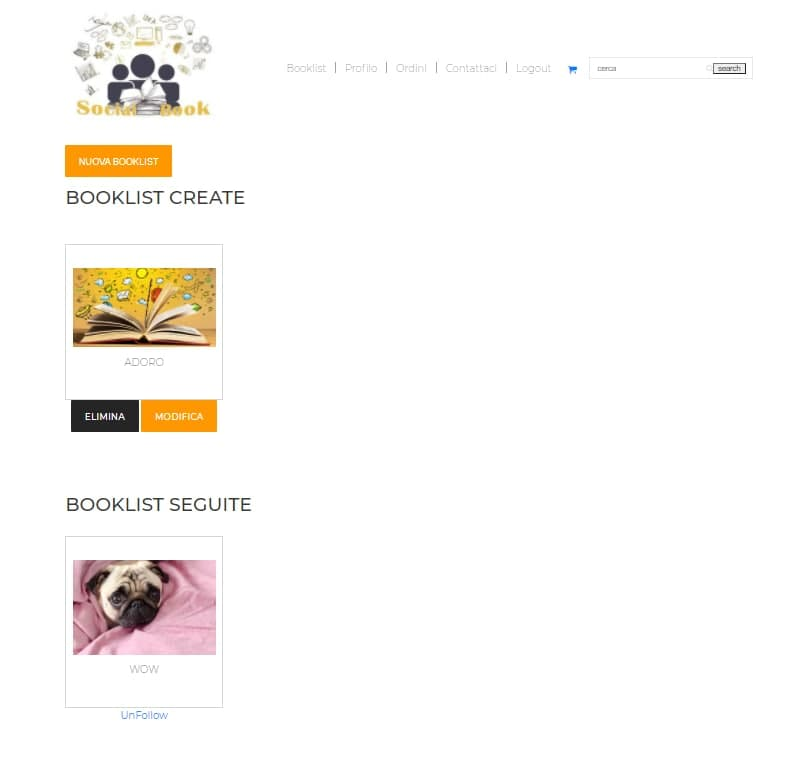 Social Book
Booklist | Profilo | Ordini | Contattaci | Logout
cerca
search
NUOVA BOOKLIST
BOOKLIST CREATE
ADORO
ELIMINA
MODIFICA
BOOKLIST SEGUITE
WOW
UnFollow